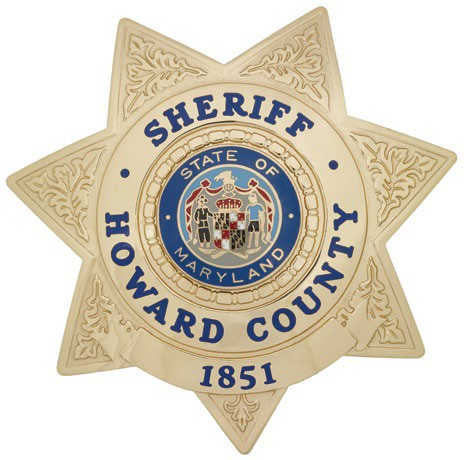 SHERIFF
STATE OF
MARYLAND
HOWARD COUNTY
1851